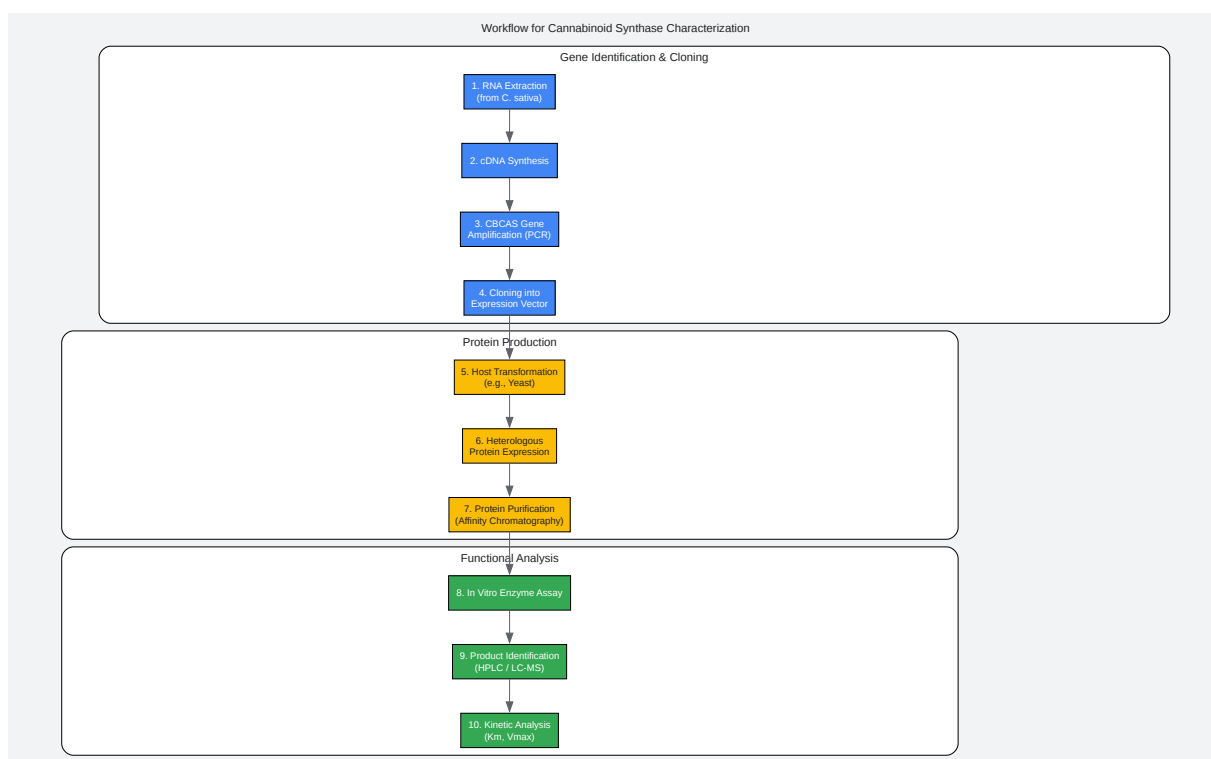 Workflow for Cannabinoid Synthase Characterization
Gene Identification & Cloning
1. RNA Extraction
(from C. sativa)
2. cDNA Synthesis
3. CBCAS Gene
Amplification (PCR)
4. Cloning into
Expression Vector
Protein Production
5. Host Transformation
(e.g., Yeast)
6. Heterologous
Protein Expression
7. Protein Purification
(Affinity Chromatography)
Functional Analysis
8. In Vitro Enzyme Assay
9. Product Identification
(HPLC / LC-MS)
10. Kinetic Analysis
(Km, Vmax)